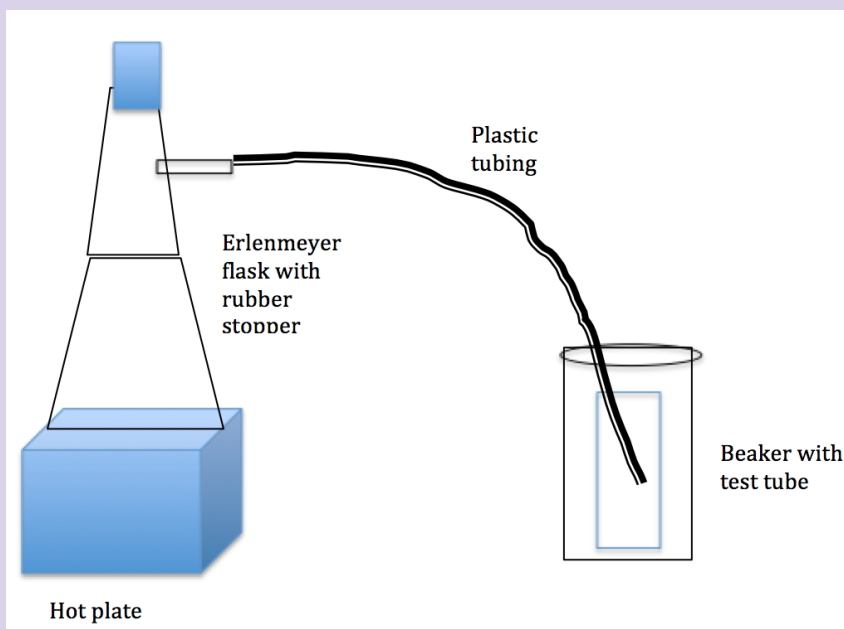 Plastic
tubing
Erlenmeyer
flask with
rubber
stopper
Beaker with
test tube
Hot plate